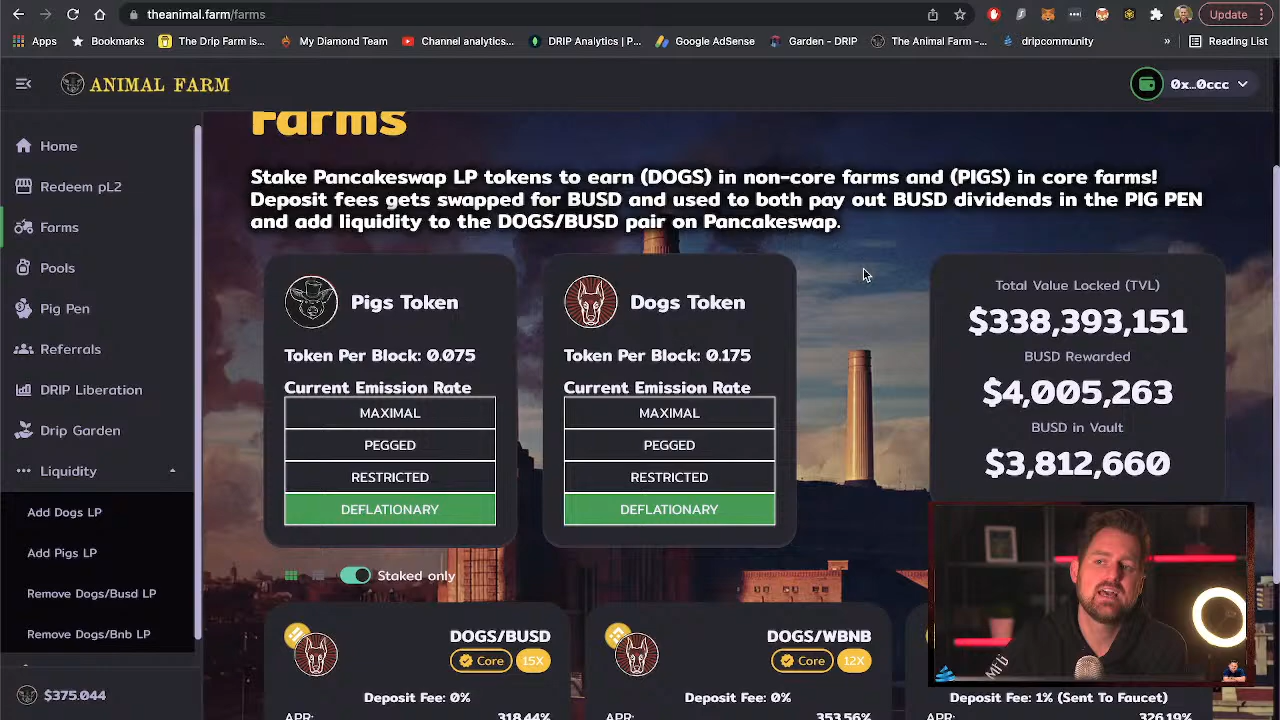 theanimal.farm/farms
Update
Apps
Bookmarks
The Drip Farm is...
My Diamond Team
Channel analytics...
DRIP Analytics | P...
Google AdSense
Garden - DRIP
The Animal Farm –...
dripcommunity
»
Reading List
ANIMAL FARM
0x...0ccc
Home
Redeem pL2
Farms
Pools
Pig Pen
Referrals
DRIP Liberation
Drip Garden
Liquidity
Add Dogs LP
Add Pigs LP
Remove Dogs/Busd LP
Remove Dogs/Bnb LP
$375.044
Farms
Stake Pancakeswap LP tokens to earn (DOGS) in non-core farms and (PIGS) in core farms!
Deposit fees gets swapped for BUSD and used to both pay out BUSD dividends in the PIG PEN
and add liquidity to the DOGS/BUSD pair on Pancakeswap.
Pigs Token
Token Per Block: 0.075
Current Emission Rate
MAXIMAL
PEGGED
RESTRICTED
DEFLATIONARY
Dogs Token
Token Per Block: 0.175
Current Emission Rate
MAXIMAL
PEGGED
RESTRICTED
DEFLATIONARY
Total Value Locked (TVL)
$338,393,151
BUSD Rewarded
$4,005,263
BUSD in Vault
$3,812,660
Staked only
DOGS/BUSD
Core
15X
Deposit Fee: 0%
APR:
318.44%
DOGS/WBNB
Core
12X
Deposit Fee: 0%
APR:
353.56%
Deposit Fee: 1% (Sent To Faucet)
APR:
326.19%